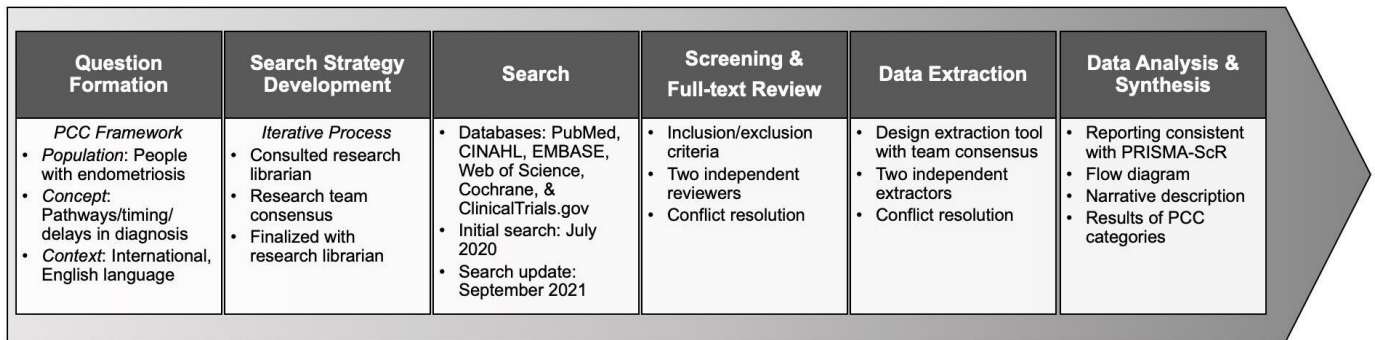 Question
Formation
PCC Framework
• Population: People
with endometriosis
• Concept:
Pathways/timing/
delays in diagnosis
• Context: International,
English language
Search Strategy
Development
Iterative Process
• Consulted research
librarian
• Research team
consensus
• Finalized with
research librarian
Search
• Databases: PubMed,
CINAHL, EMBASE,
Web of Science,
Cochrane, &
ClinicalTrials.gov
• Initial search: July
2020
• Search update:
September 2021
Screening &
Full-text Review
• Inclusion/exclusion
criteria
• Two independent
reviewers
• Conflict resolution
Data Extraction
• Design extraction tool
with team consensus
• Two independent
extractors
• Conflict resolution
Data Analysis &
Synthesis
• Reporting consistent
with PRISMA-ScR
• Flow diagram
• Narrative description
• Results of PCC
categories